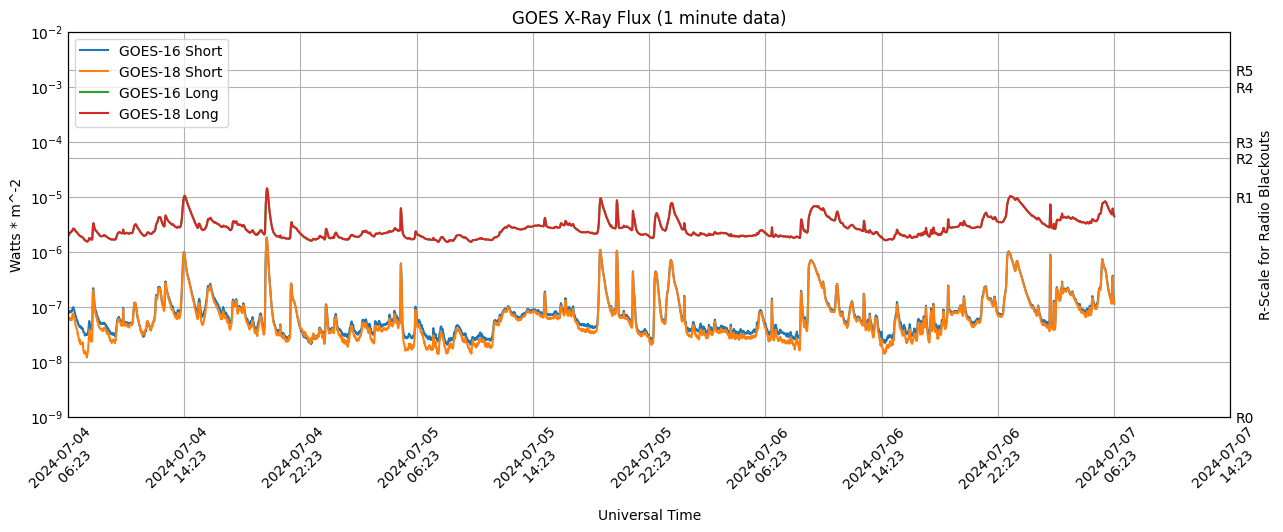 GOES X-Ray Flux (1 minute data)
GOES-16 Short
GOES-18 Short
GOES-16 Long
GOES-18 Long
Watts * m^-2
10⁻²
10⁻³
10⁻⁴
10⁻⁵
10⁻⁶
10⁻⁷
10⁻⁸
10⁻⁹
R5
R4
R3
R2
R1
R0
R-Scale for Radio Blackouts
2024-07-04
06:23
2024-07-04
14:23
2024-07-04
22:23
2024-07-05
06:23
2024-07-05
14:23
2024-07-05
22:23
2024-07-06
06:23
2024-07-06
14:23
2024-07-06
22:23
2024-07-07
06:23
2024-07-07
14:23
Universal Time